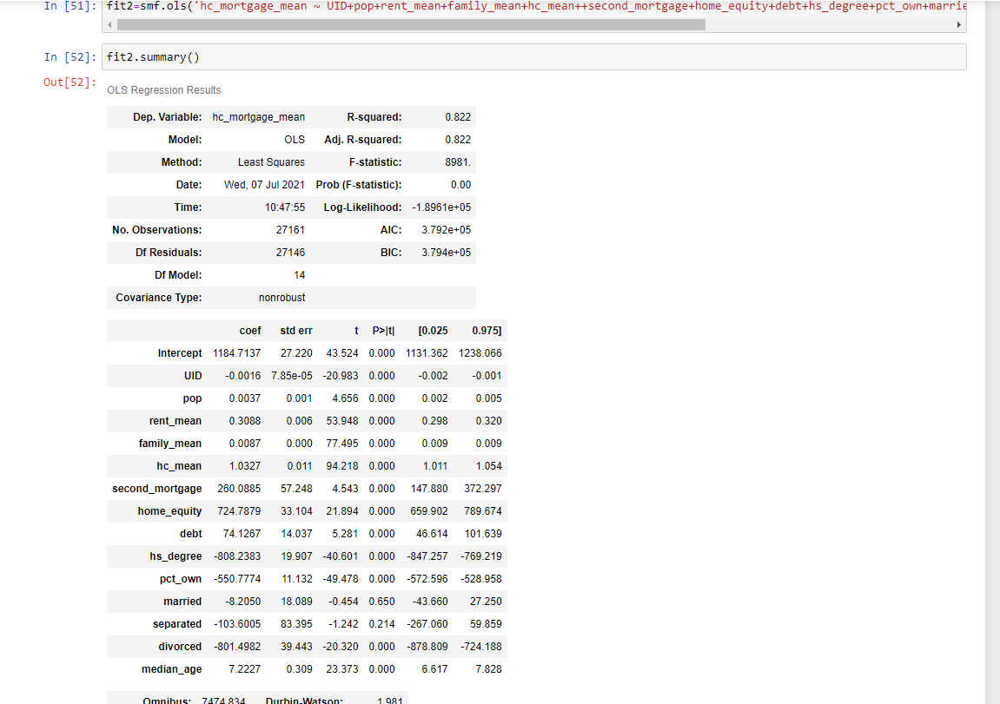 In [51]: fit2=smf.ols('hc_mortgage_mean ~ UID+pop+rent_mean+family_mean+hc_mean++second_mortgage+home_equity+debt+hs_degree+pct_own+marrie
In [52]: fit2.summary()
Out[52]: OLS Regression Results
Dep. Variable: hc_mortgage_mean R-squared: 0.822
Model: OLS Adj. R-squared: 0.822
Method: Least Squares F-statistic: 8981.
Date: Wed, 07 Jul 2021 Prob (F-statistic): 0.00
Time: 10:47:55 Log-Likelihood: -1.8961e+05
No. Observations: 27161 AIC: 3.792e+05
Df Residuals: 27146 BIC: 3.794e+05
Df Model: 14
Covariance Type: nonrobust
coef std err t P>|t| [0.025 0.975]
Intercept 1184.7137 27.220 43.524 0.000 1131.362 1238.066
UID -0.0016 7.85e-05 -20.983 0.000 -0.002 -0.001
pop 0.0037 0.001 4.656 0.000 0.002 0.005
rent_mean 0.3088 0.006 53.948 0.000 0.298 0.320
family_mean 0.0087 0.000 77.495 0.000 0.009 0.009
hc_mean 1.0327 0.011 94.218 0.000 1.011 1.054
second_mortgage 260.0885 57.248 4.543 0.000 147.880 372.297
home_equity 724.7879 33.104 21.894 0.000 659.902 789.674
debt 74.1267 14.037 5.281 0.000 46.614 101.639
hs_degree -808.2383 19.907 -40.601 0.000 -847.257 -769.219
pct_own -550.7774 11.132 -49.478 0.000 -572.596 -528.958
married -8.2050 18.089 -0.454 0.650 -43.660 27.250
separated -103.6005 83.395 -1.242 0.214 -267.060 59.859
divorced -801.4982 39.443 -20.320 0.000 -878.809 -724.188
median_age 7.2227 0.309 23.373 0.000 6.617 7.828
Omnibus: 7474.834 Durbin-Watson: 1.981